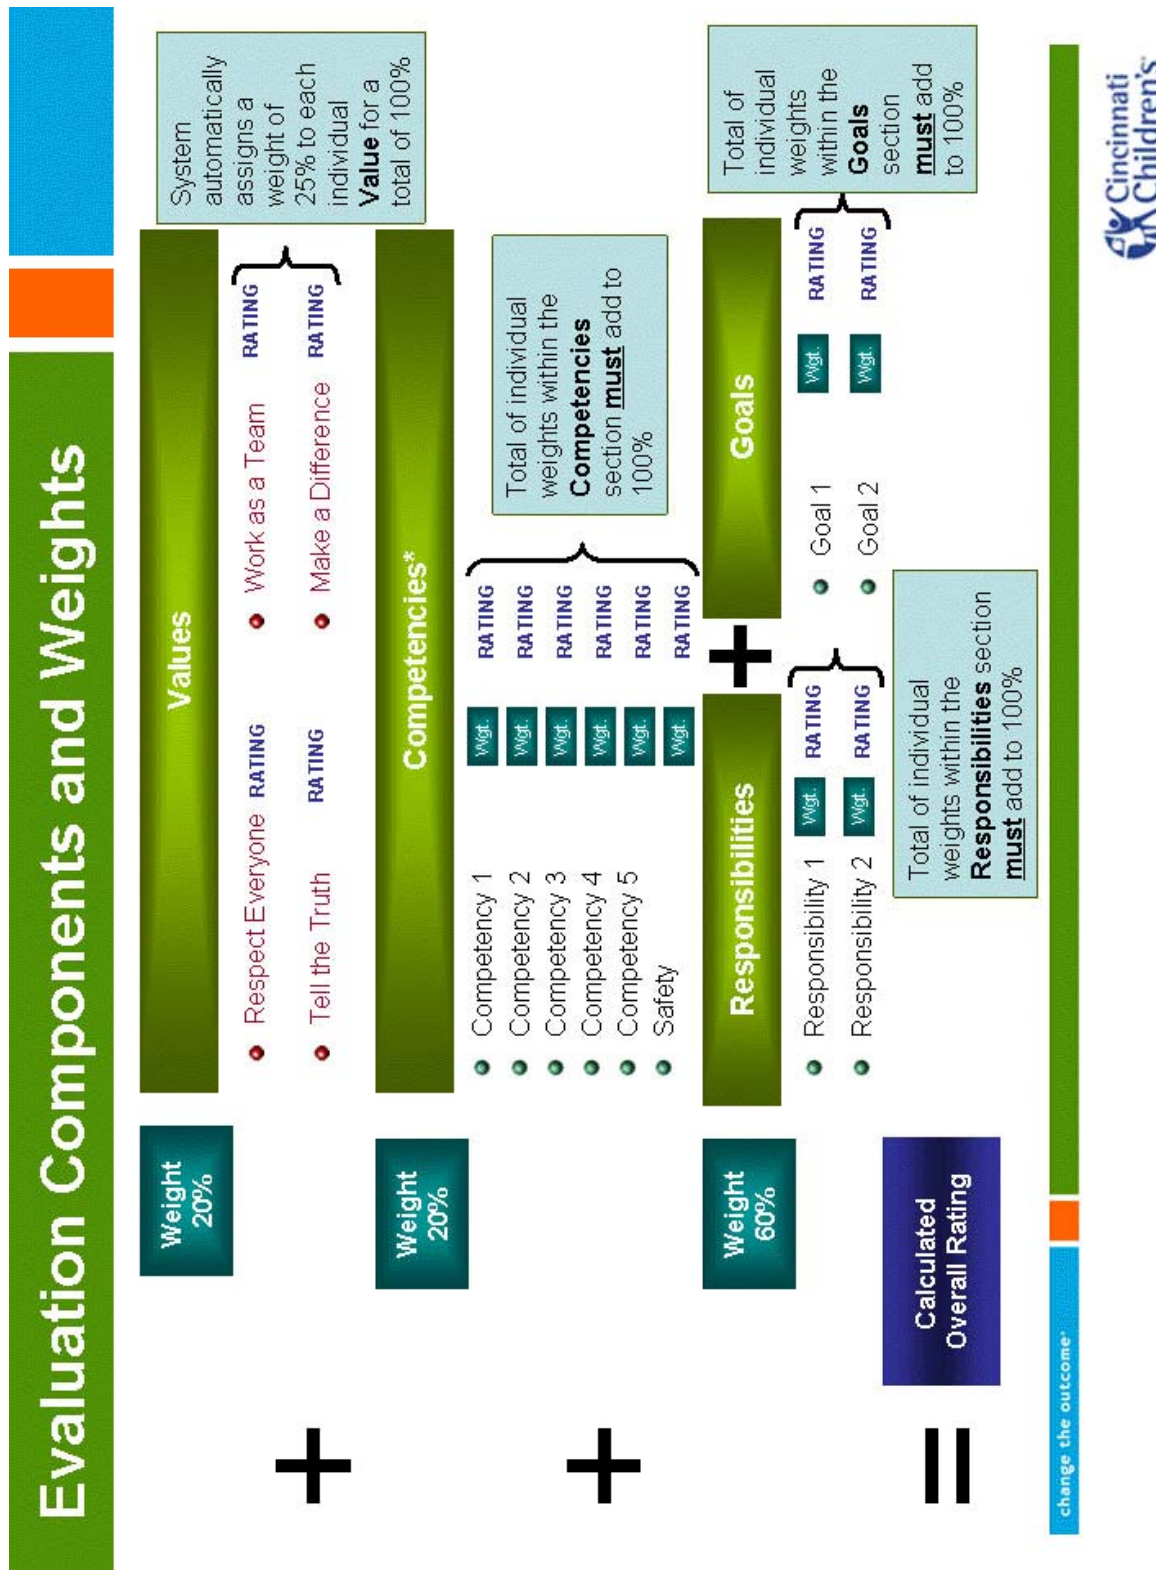 Evaluation Components and Weights
Weight
20%
Values
Respect Everyone RATING
Work as a Team RATING
Tell the Truth RATING
Make a Difference RATING
System
automatically
assigns a
weight of
25% to each
individual
Value for a
total of 100%
+
Weight
20%
Competencies*
Competency 1 Wgt. RATING
Competency 2 Wgt. RATING
Competency 3 Wgt. RATING
Competency 4 Wgt. RATING
Competency 5 Wgt. RATING
Safety Wgt. RATING
Total of individual
weights within the
Competencies
section must add to
100%
+
Weight
60%
Responsibilities
+
Goals
Responsibility 1 Wgt. RATING
Responsibility 2 Wgt. RATING
Goal 1 Wgt. RATING
Goal 2 Wgt. RATING
Total of
individual
weights
within the
Goals
section
must add
to 100%
Total of individual
weights within the
Responsibilities section
must add to 100%
=
Calculated
Overall Rating
change the outcome®
Cincinnati
Children's